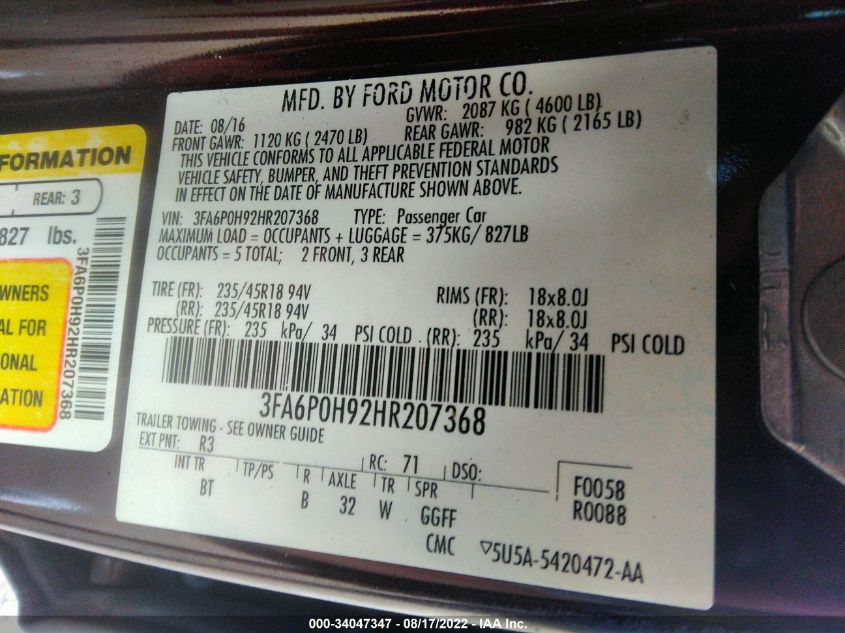 FORMATION
REAR: 3
827 lbs.
WNERS
AL FOR
IONAL
ATION
3FA6P0H92HR207368
MFD. BY FORD MOTOR CO.
DATE: 08/16 GVWR: 2087 KG ( 4600 LB)
FRONT GAWR: 1120 KG ( 2470 LB) REAR GAWR: 982 KG ( 2165 LB)
THIS VEHICLE CONFORMS TO ALL APPLICABLE FEDERAL MOTOR
VEHICLE SAFETY, BUMPER, AND THEFT PREVENTION STANDARDS
IN EFFECT ON THE DATE OF MANUFACTURE SHOWN ABOVE.
VIN: 3FA6P0H92HR207368 TYPE: Passenger Car
MAXIMUM LOAD = OCCUPANTS + LUGGAGE = 375KG/ 827LB
OCCUPANTS = 5 TOTAL; 2 FRONT, 3 REAR
TIRE (FR): 235/45R18 94V RIMS (FR): 18x8.0J
(RR): 235/45R18 94V (RR): 18x8.0J
PRESSURE (FR): 235 kPa/ 34 PSI COLD (RR): 235 kPa/ 34 PSI COLD
3FA6P0H92HR207368
TRAILER TOWING - SEE OWNER GUIDE
EXT PNT: R3 RC: 71 DSO:
INT TR TP/PS R AXLE TR SPR F0058
BT B 32 W GGFF R0088
CMC ▽5U5A-5420472-AA
000-34047347 - 08/17/2022 - IAA Inc.